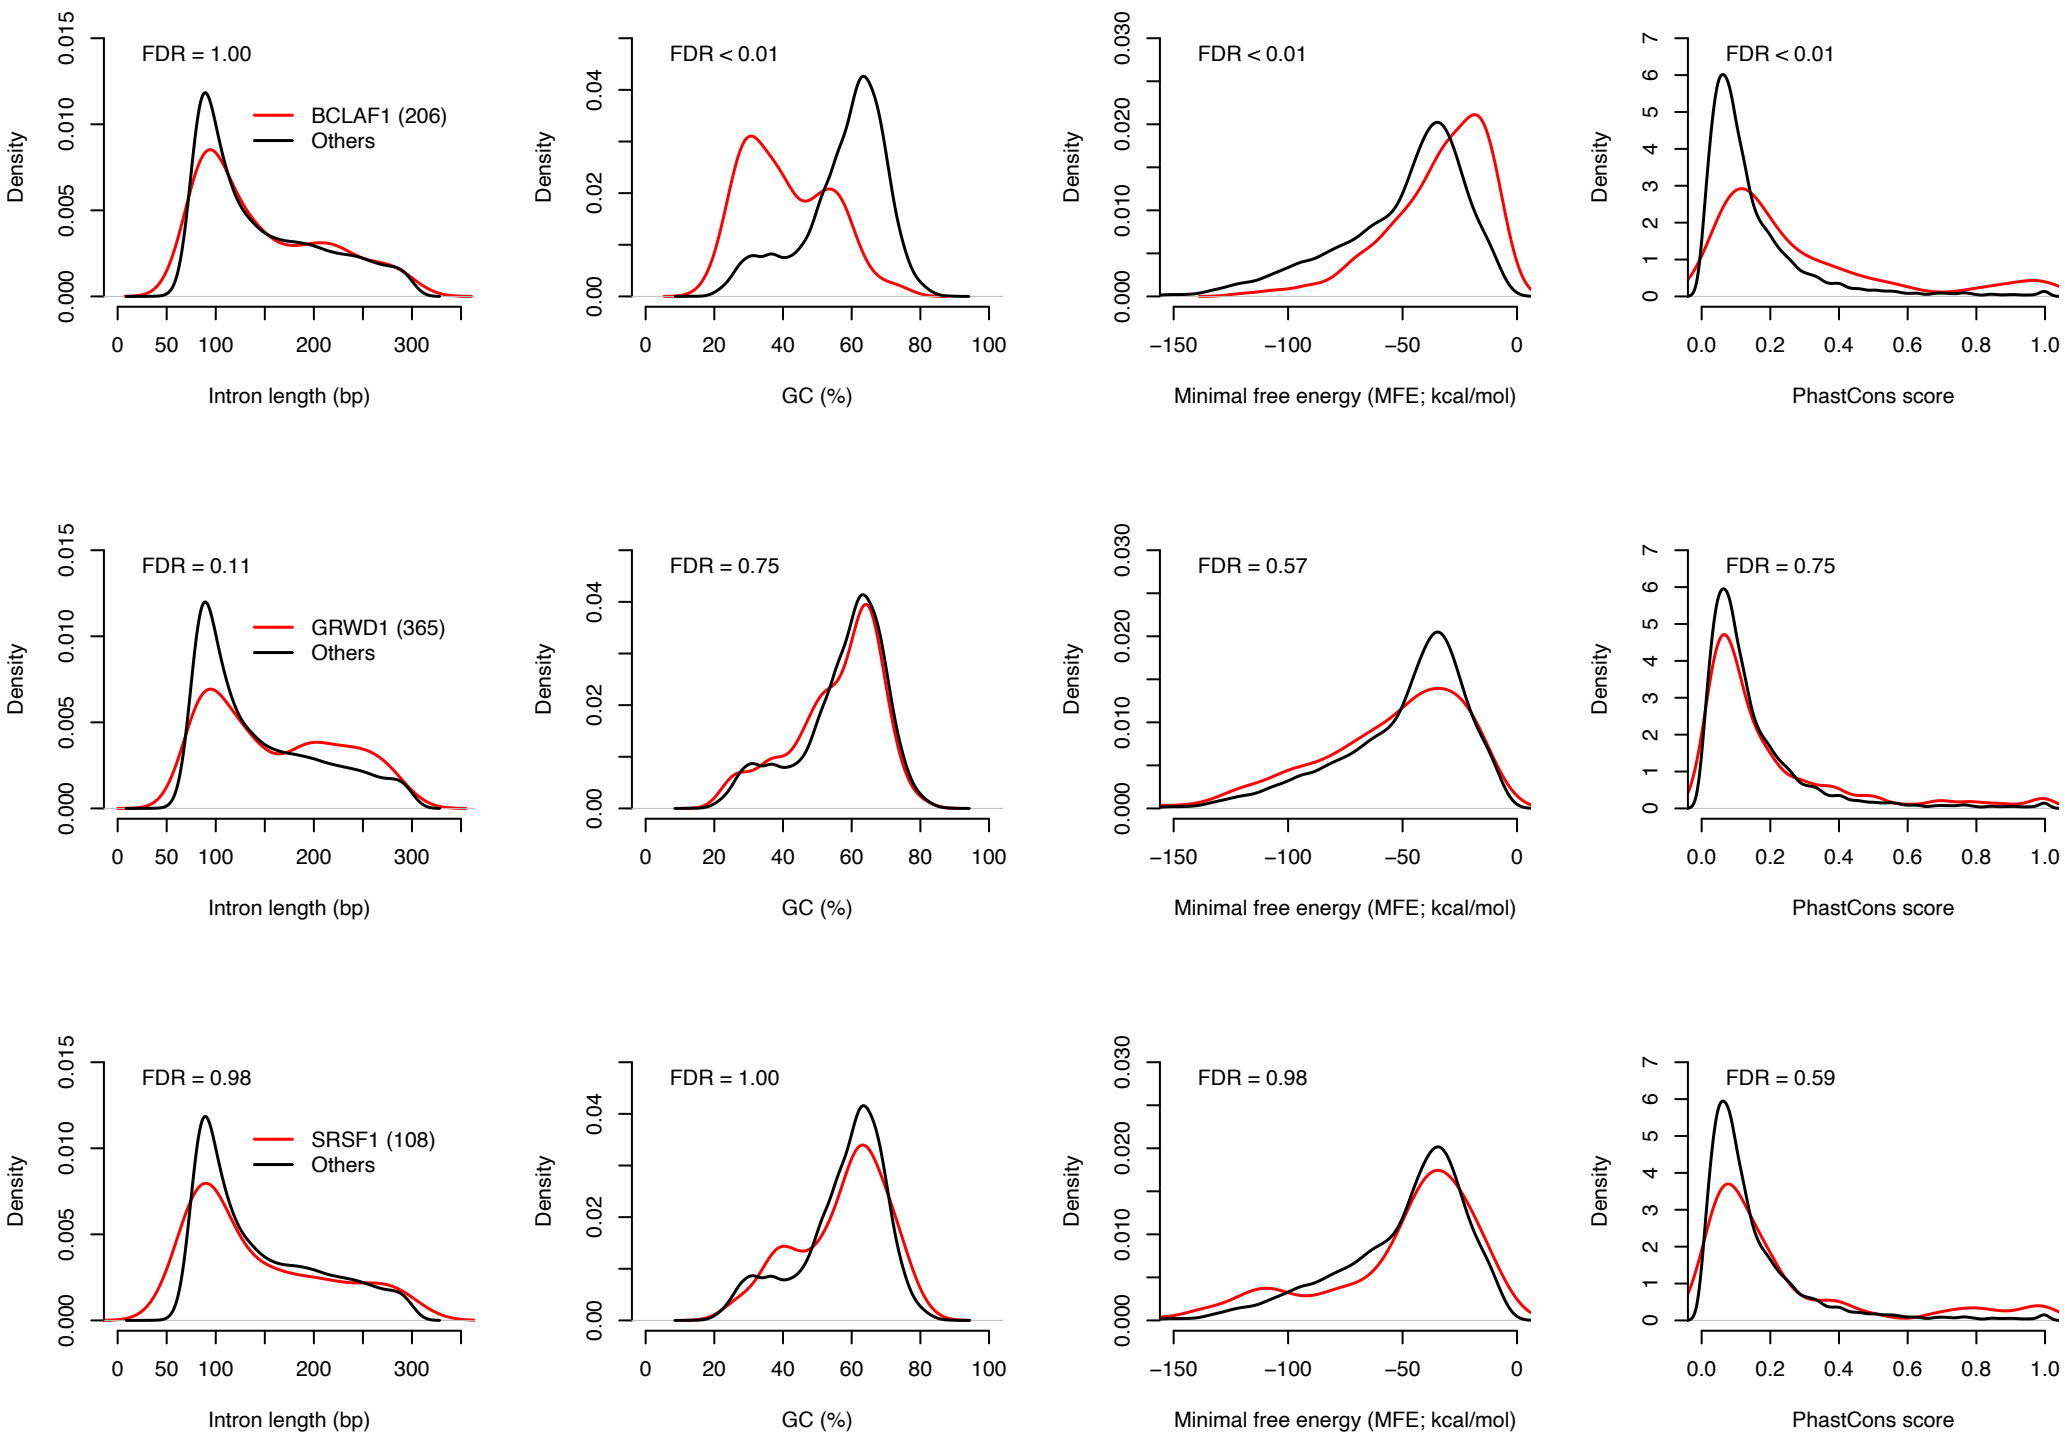 FDR = 1.00
BCLAF1 (206)
Others
Density
0.000 0.005 0.010 0.015
0 50 100 200 300
Intron length (bp)
FDR < 0.01
Density
0.00 0.02 0.04
0 20 40 60 80 100
GC (%)
FDR < 0.01
Density
0.000 0.010 0.020 0.030
−150 −100 −50 0
Minimal free energy (MFE; kcal/mol)
FDR < 0.01
Density
0 1 2 3 4 5 6 7
0.0 0.2 0.4 0.6 0.8 1.0
PhastCons score
FDR = 0.11
GRWD1 (365)
Others
Density
0.000 0.005 0.010 0.015
0 50 100 200 300
Intron length (bp)
FDR = 0.75
Density
0.00 0.02 0.04
0 20 40 60 80 100
GC (%)
FDR = 0.57
Density
0.000 0.010 0.020 0.030
−150 −100 −50 0
Minimal free energy (MFE; kcal/mol)
FDR = 0.75
Density
0 1 2 3 4 5 6 7
0.0 0.2 0.4 0.6 0.8 1.0
PhastCons score
FDR = 0.98
SRSF1 (108)
Others
Density
0.000 0.005 0.010 0.015
0 50 100 200 300
Intron length (bp)
FDR = 1.00
Density
0.00 0.02 0.04
0 20 40 60 80 100
GC (%)
FDR = 0.98
Density
0.000 0.010 0.020 0.030
−150 −100 −50 0
Minimal free energy (MFE; kcal/mol)
FDR = 0.59
Density
0 1 2 3 4 5 6 7
0.0 0.2 0.4 0.6 0.8 1.0
PhastCons score